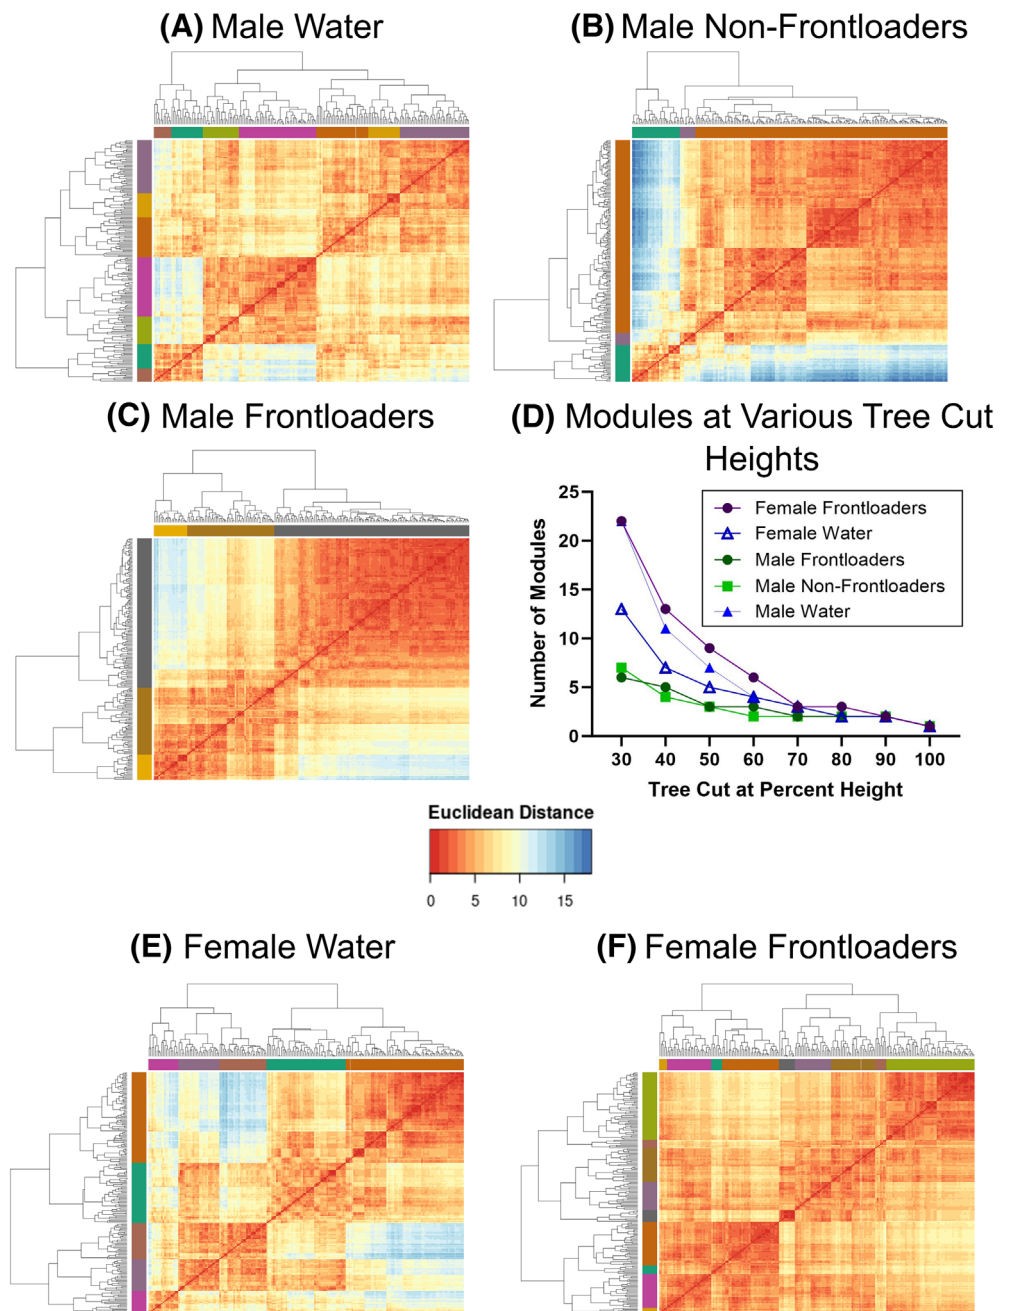 (A) Male Water
(B) Male Non-Frontloaders
(C) Male Frontloaders
(D) Modules at Various Tree Cut
Heights
25
20
15
10
5
0
Number of Modules
Female Frontloaders
Female Water
Male Frontloaders
Male Non-Frontloaders
Male Water
30 40 50 60 70 80 90 100
Tree Cut at Percent Height
Euclidean Distance
0 5 10 15
(E) Female Water
(F) Female Frontloaders